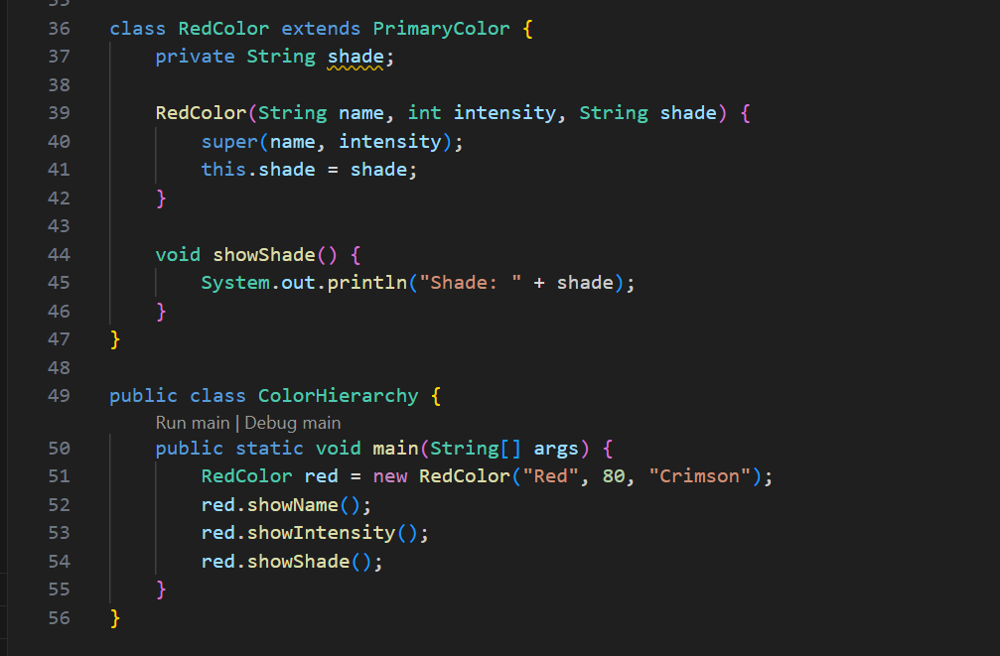 35
36 class RedColor extends PrimaryColor {
37     private String shade;
38
39     RedColor(String name, int intensity, String shade) {
40         super(name, intensity);
41         this.shade = shade;
42     }
43
44     void showShade() {
45         System.out.println("Shade: " + shade);
46     }
47 }
48
49 public class ColorHierarchy {
Run main | Debug main
50     public static void main(String[] args) {
51         RedColor red = new RedColor("Red", 80, "Crimson");
52         red.showName();
53         red.showIntensity();
54         red.showShade();
55     }
56 }